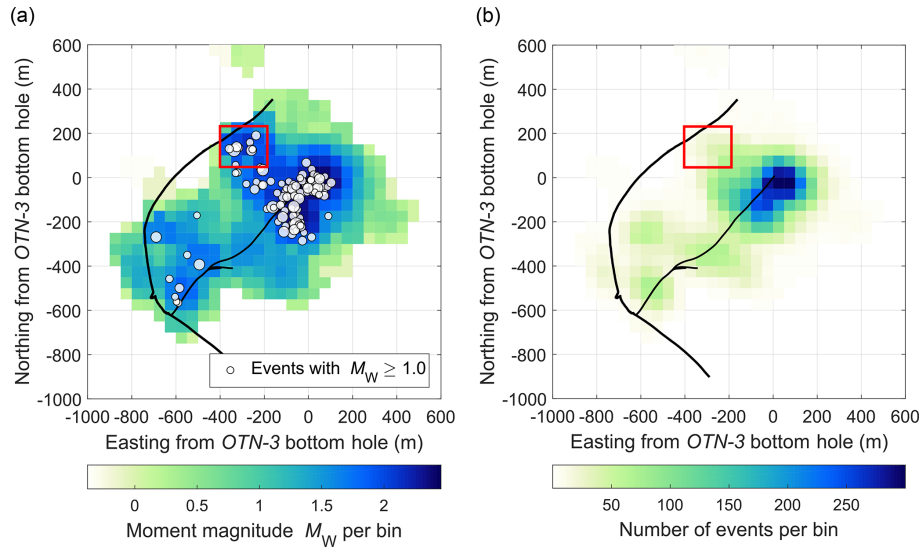 (a)
600
400
200
0
-200
-400
-600
-800
-1000
Northing from OTN-3 bottom hole (m)
Events with M_W ≥ 1.0
-1000 -800 -600 -400 -200 0 200 400 600
Easting from OTN-3 bottom hole (m)
0 0.5 1 1.5 2
Moment magnitude M_W per bin
(b)
600
400
200
0
-200
-400
-600
-800
-1000
Northing from OTN-3 bottom hole (m)
-1000 -800 -600 -400 -200 0 200 400 600
Easting from OTN-3 bottom hole (m)
50 100 150 200 250
Number of events per bin